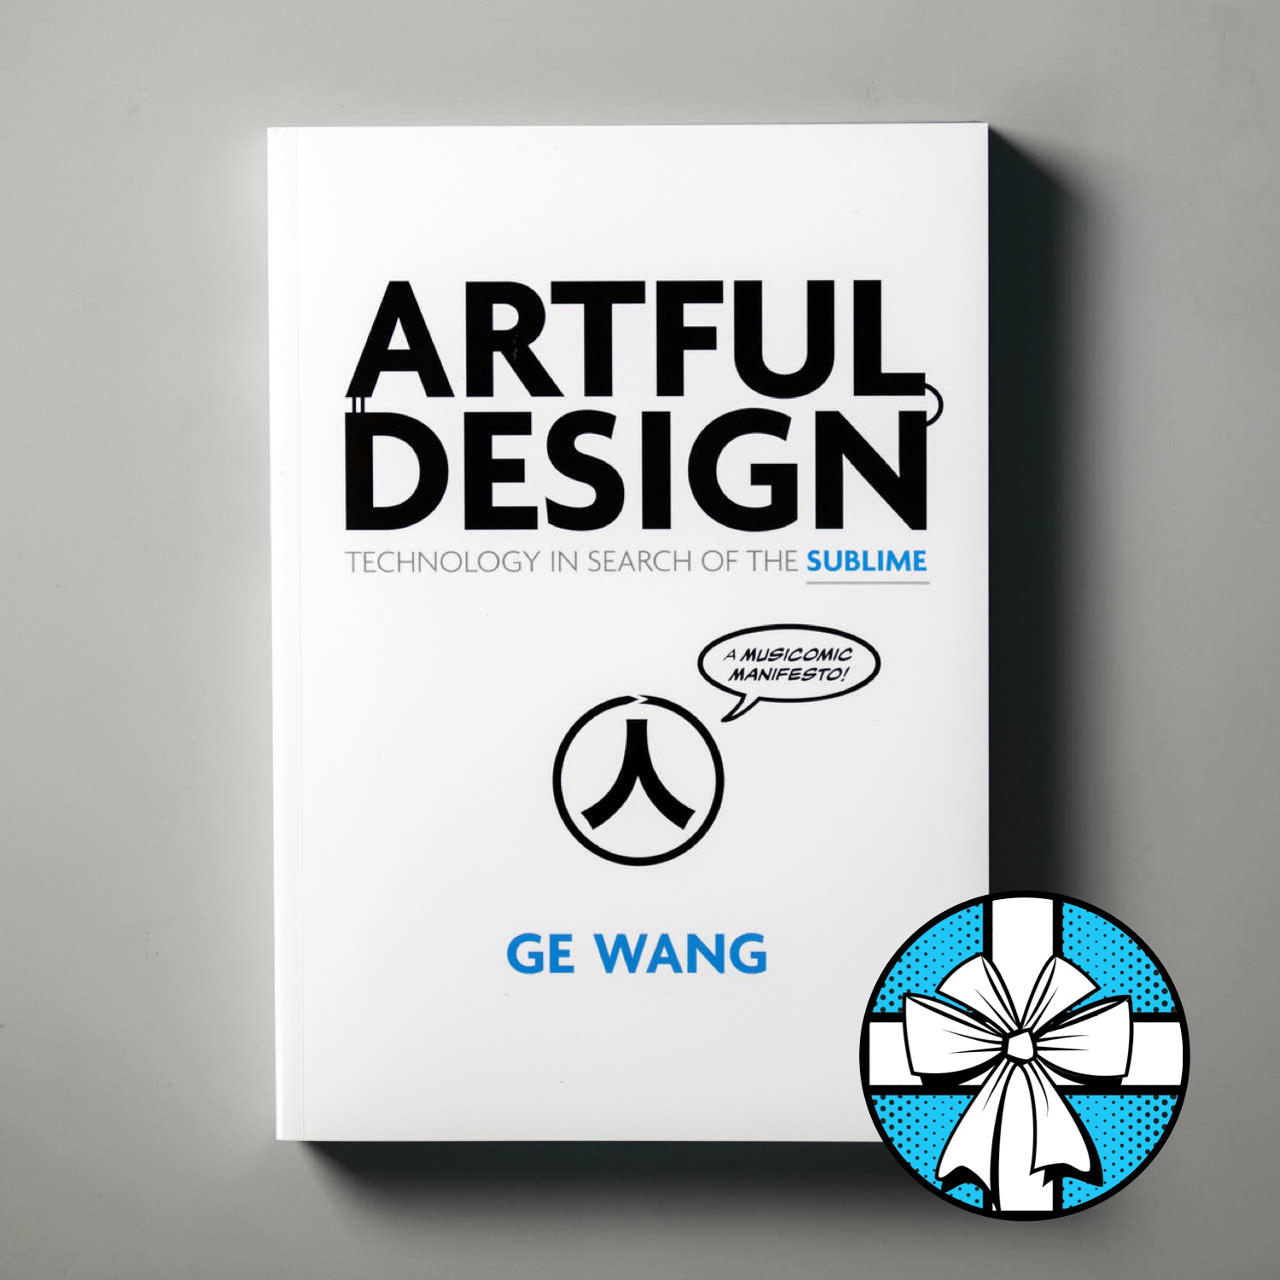 ARTFUL
DESIGN
TECHNOLOGY IN SEARCH OF THE SUBLIME
A MUSICOMIC
MANIFESTO!
人
GE WANG